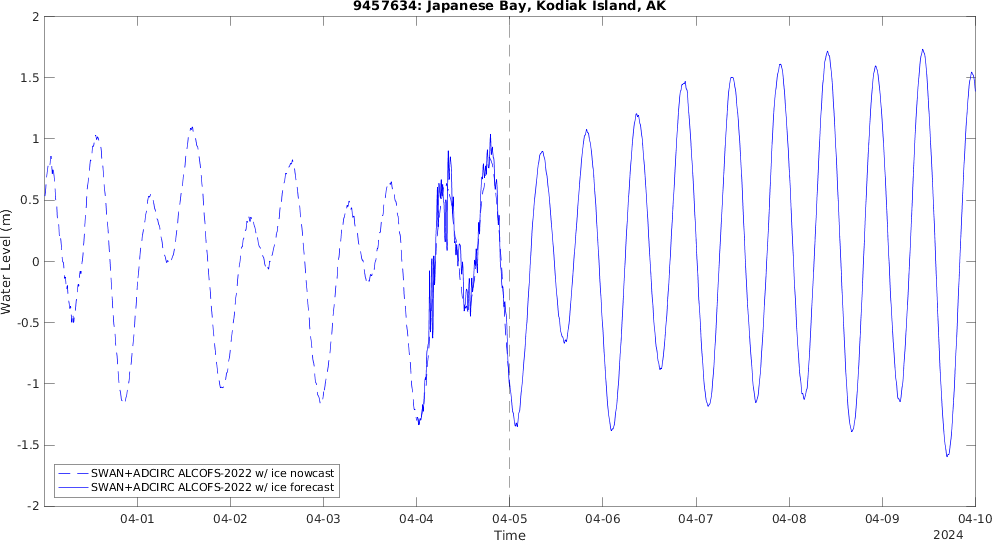 9457634: Japanese Bay, Kodiak Island, AK
2
1.5
1
0.5
0
-0.5
-1
-1.5
-2
Water Level (m)
SWAN+ADCIRC ALCOFS-2022 w/ ice nowcast
SWAN+ADCIRC ALCOFS-2022 w/ ice forecast
04-01 04-02 04-03 04-04 04-05 04-06 04-07 04-08 04-09 04-10
Time
2024